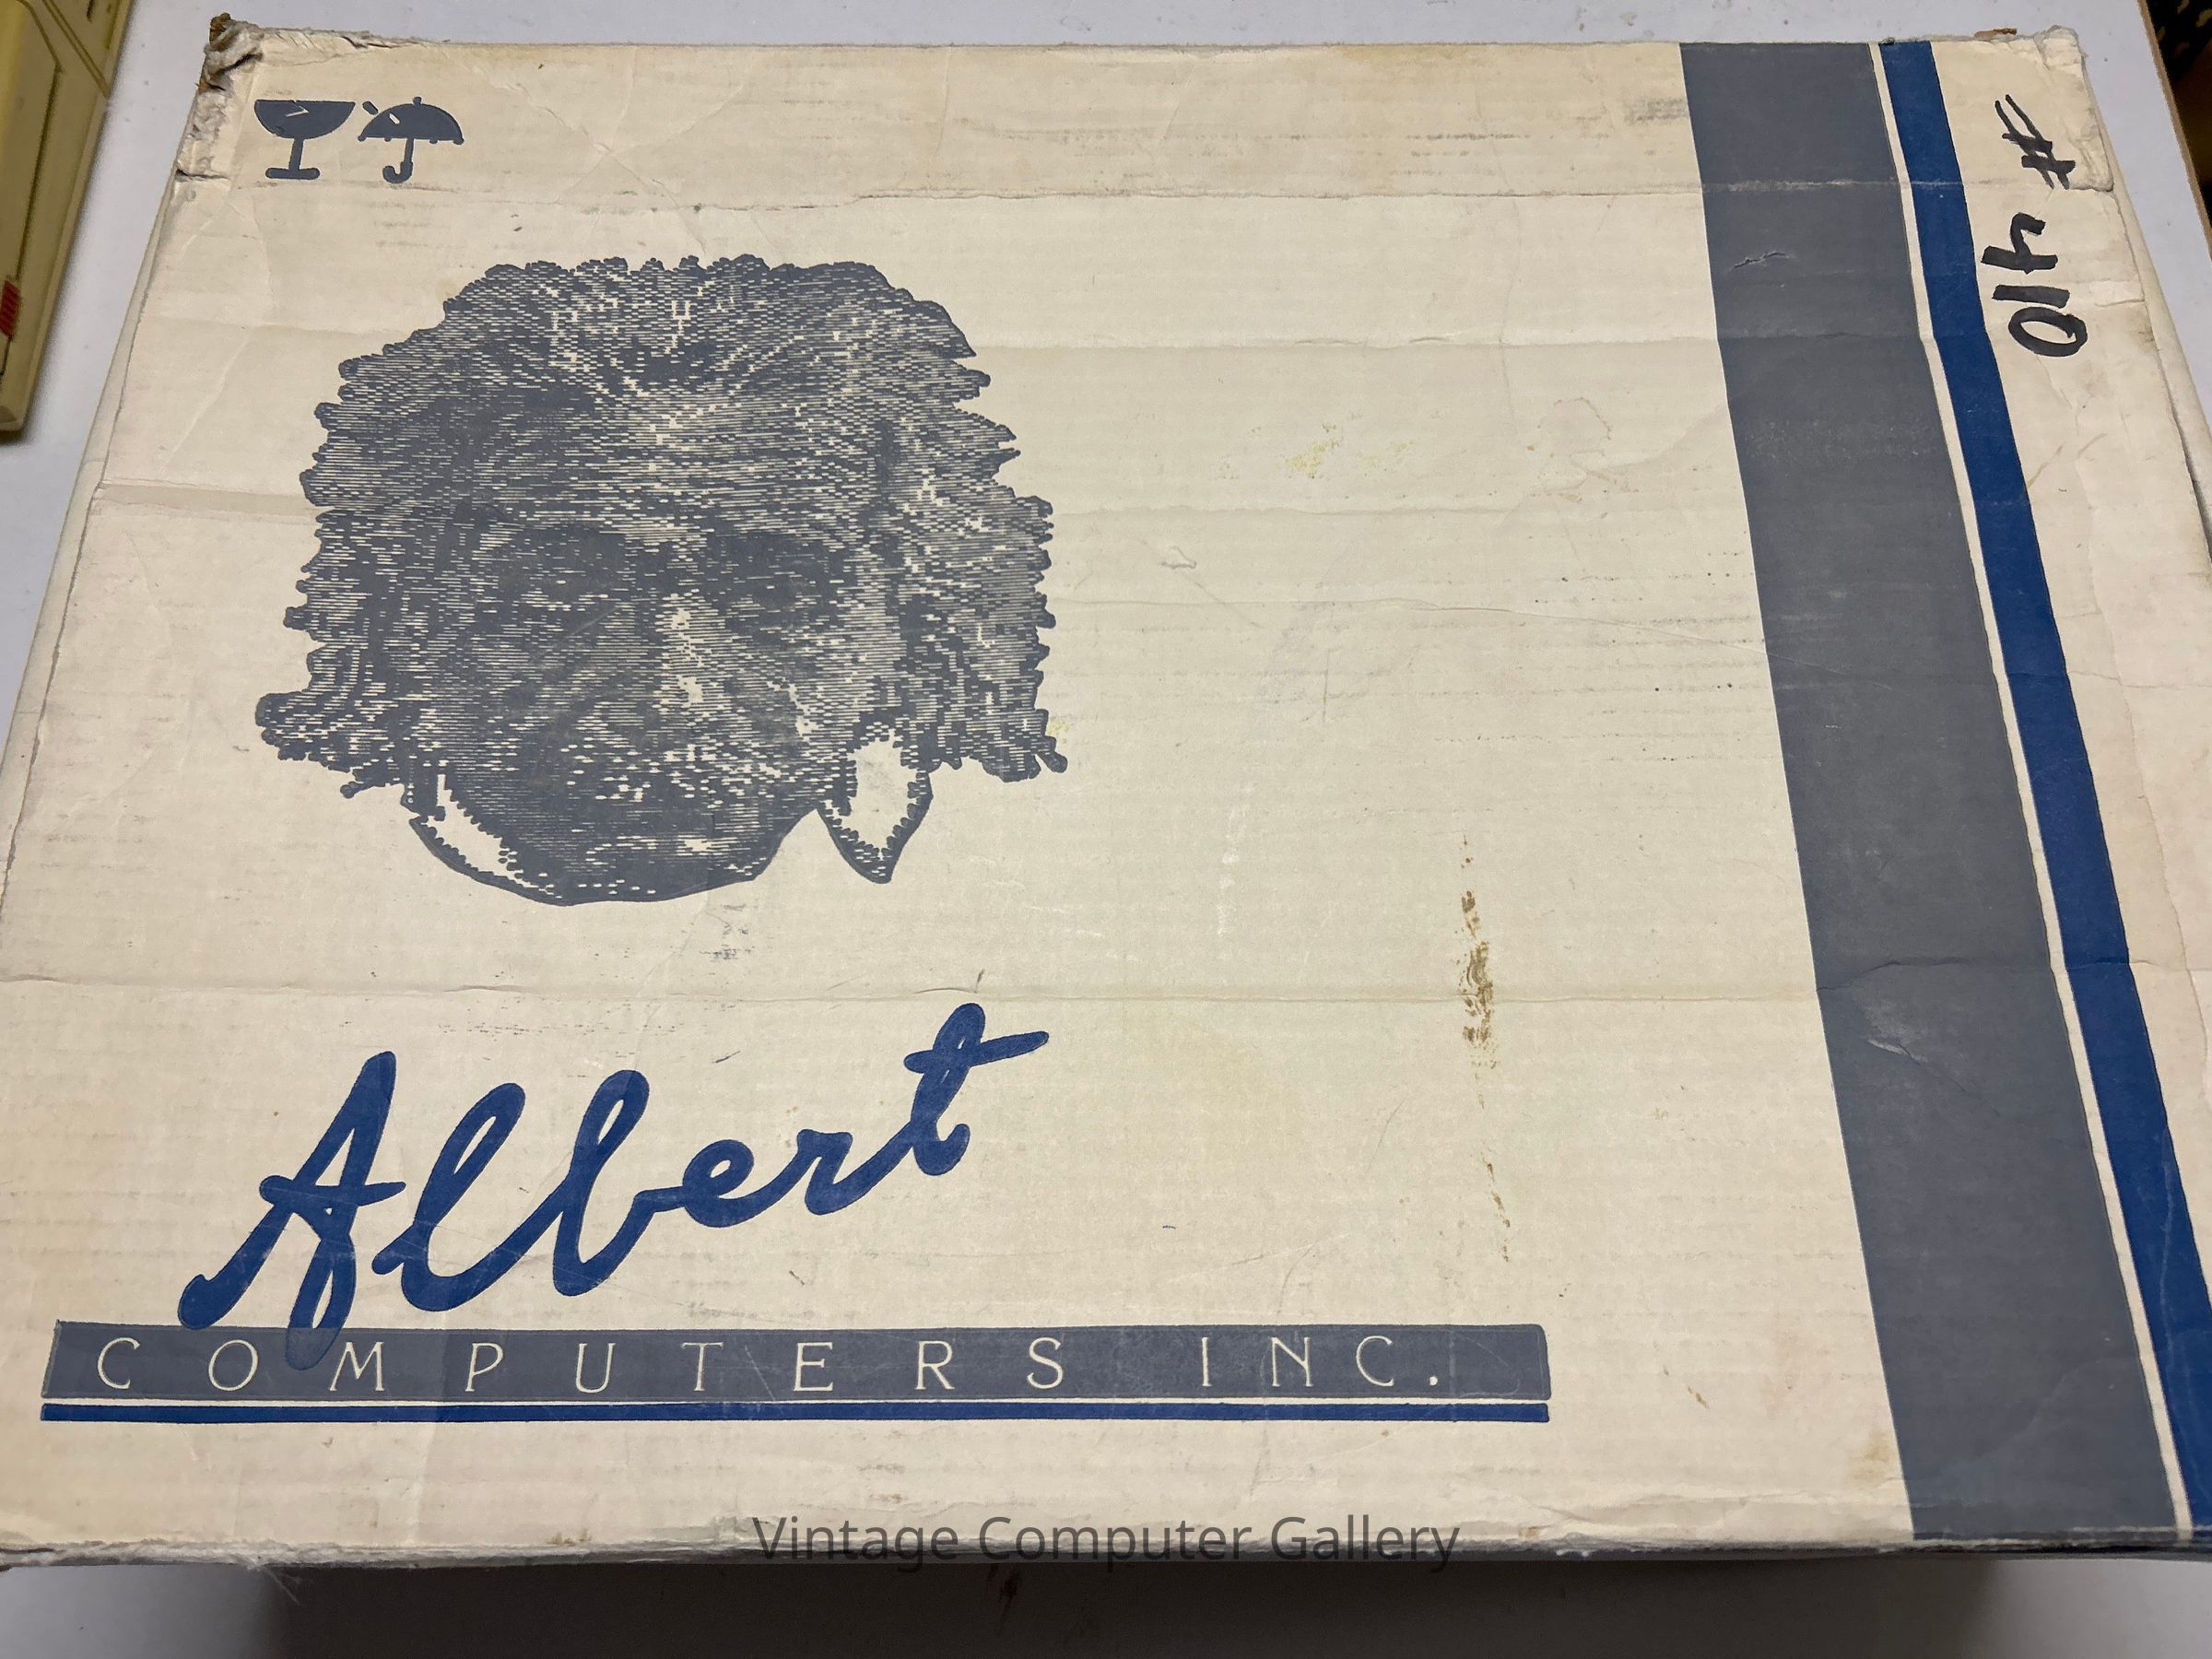 # 410
Albert
COMPUTERS INC.
Vintage Computer Gallery